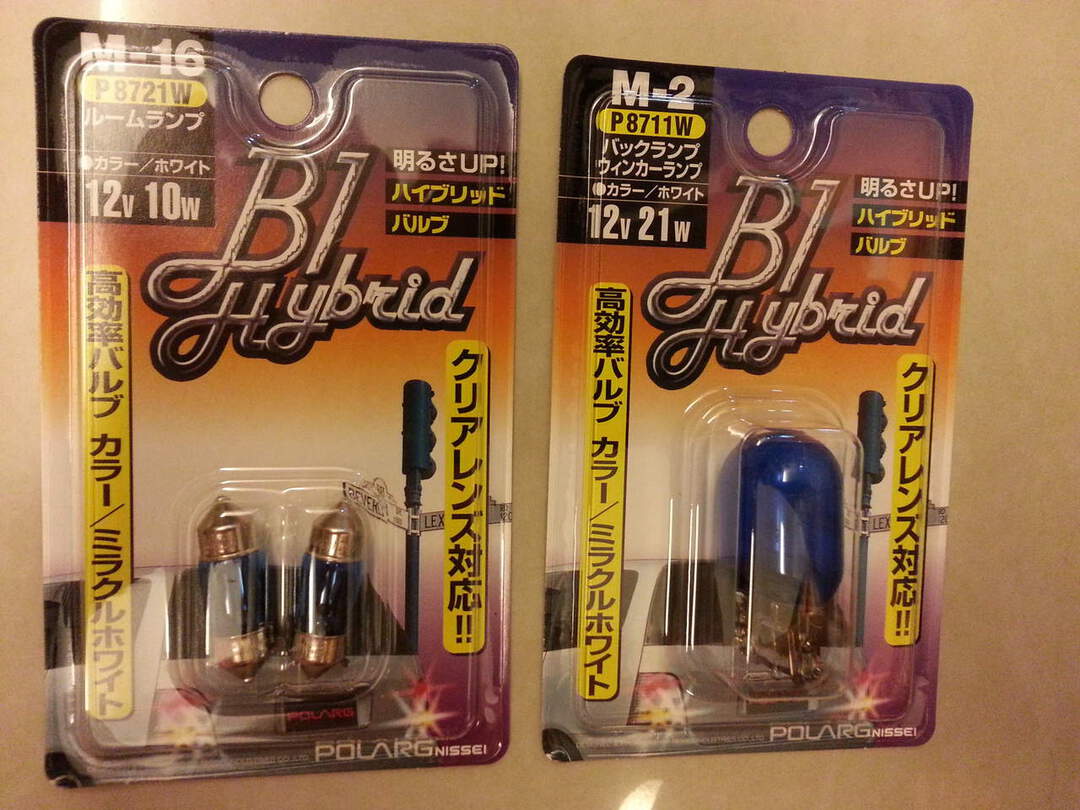 M-16
P8721W
ルームランプ
●カラー/ホワイト
12V 10W
B1
Hybrid
明るさUP!
ハイブリッド
バルブ
高効率バルブ カラー/ミラクルホワイト
クリアレンズ対応!!
BEVERL
LEX
POLARG
POLARG NISSEI
M-2
P8711W
バックランプ
ウィンカーランプ
●カラー/ホワイト
12V 21W
B1
Hybrid
明るさUP!
ハイブリッド
バルブ
高効率バルブ カラー/ミラクルホワイト
クリアレンズ対応!!
LEX
POLARG NISSEI